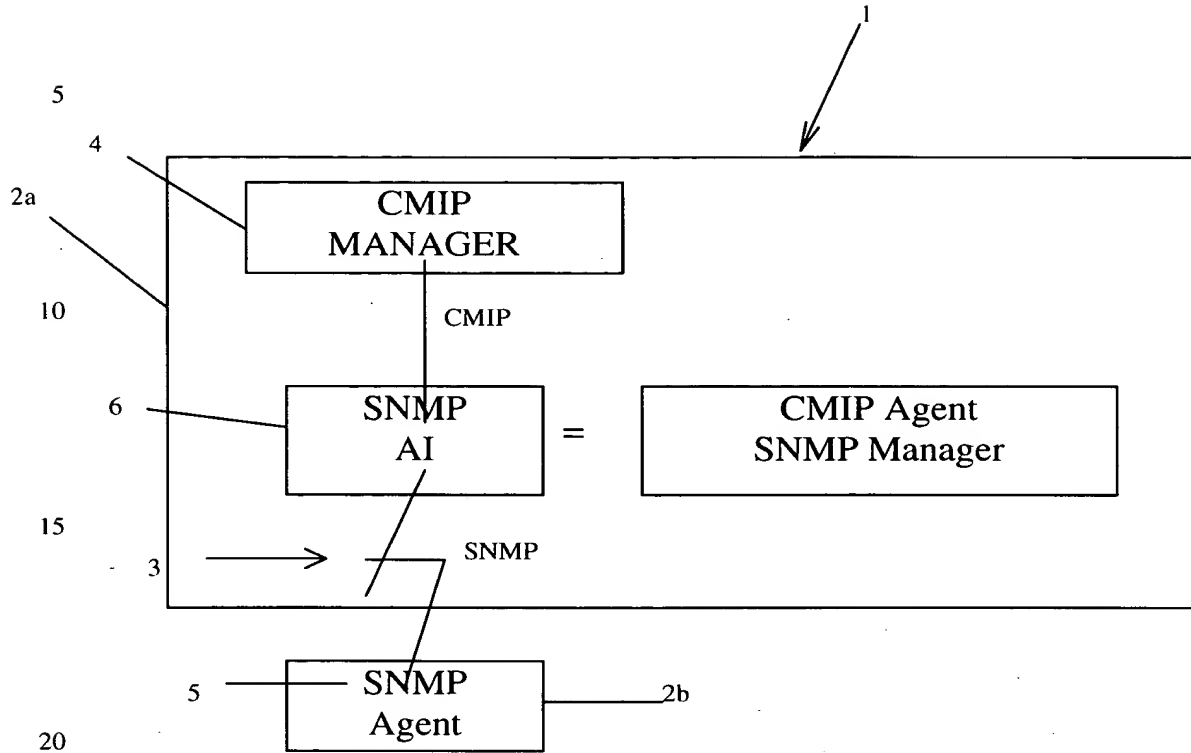 1
5
4
CMIP
MANAGER
2a
10
CMIP
6
SNMP
AI
=
CMIP Agent
SNMP Manager
15
SNMP
3
5
SNMP
Agent
2b
20